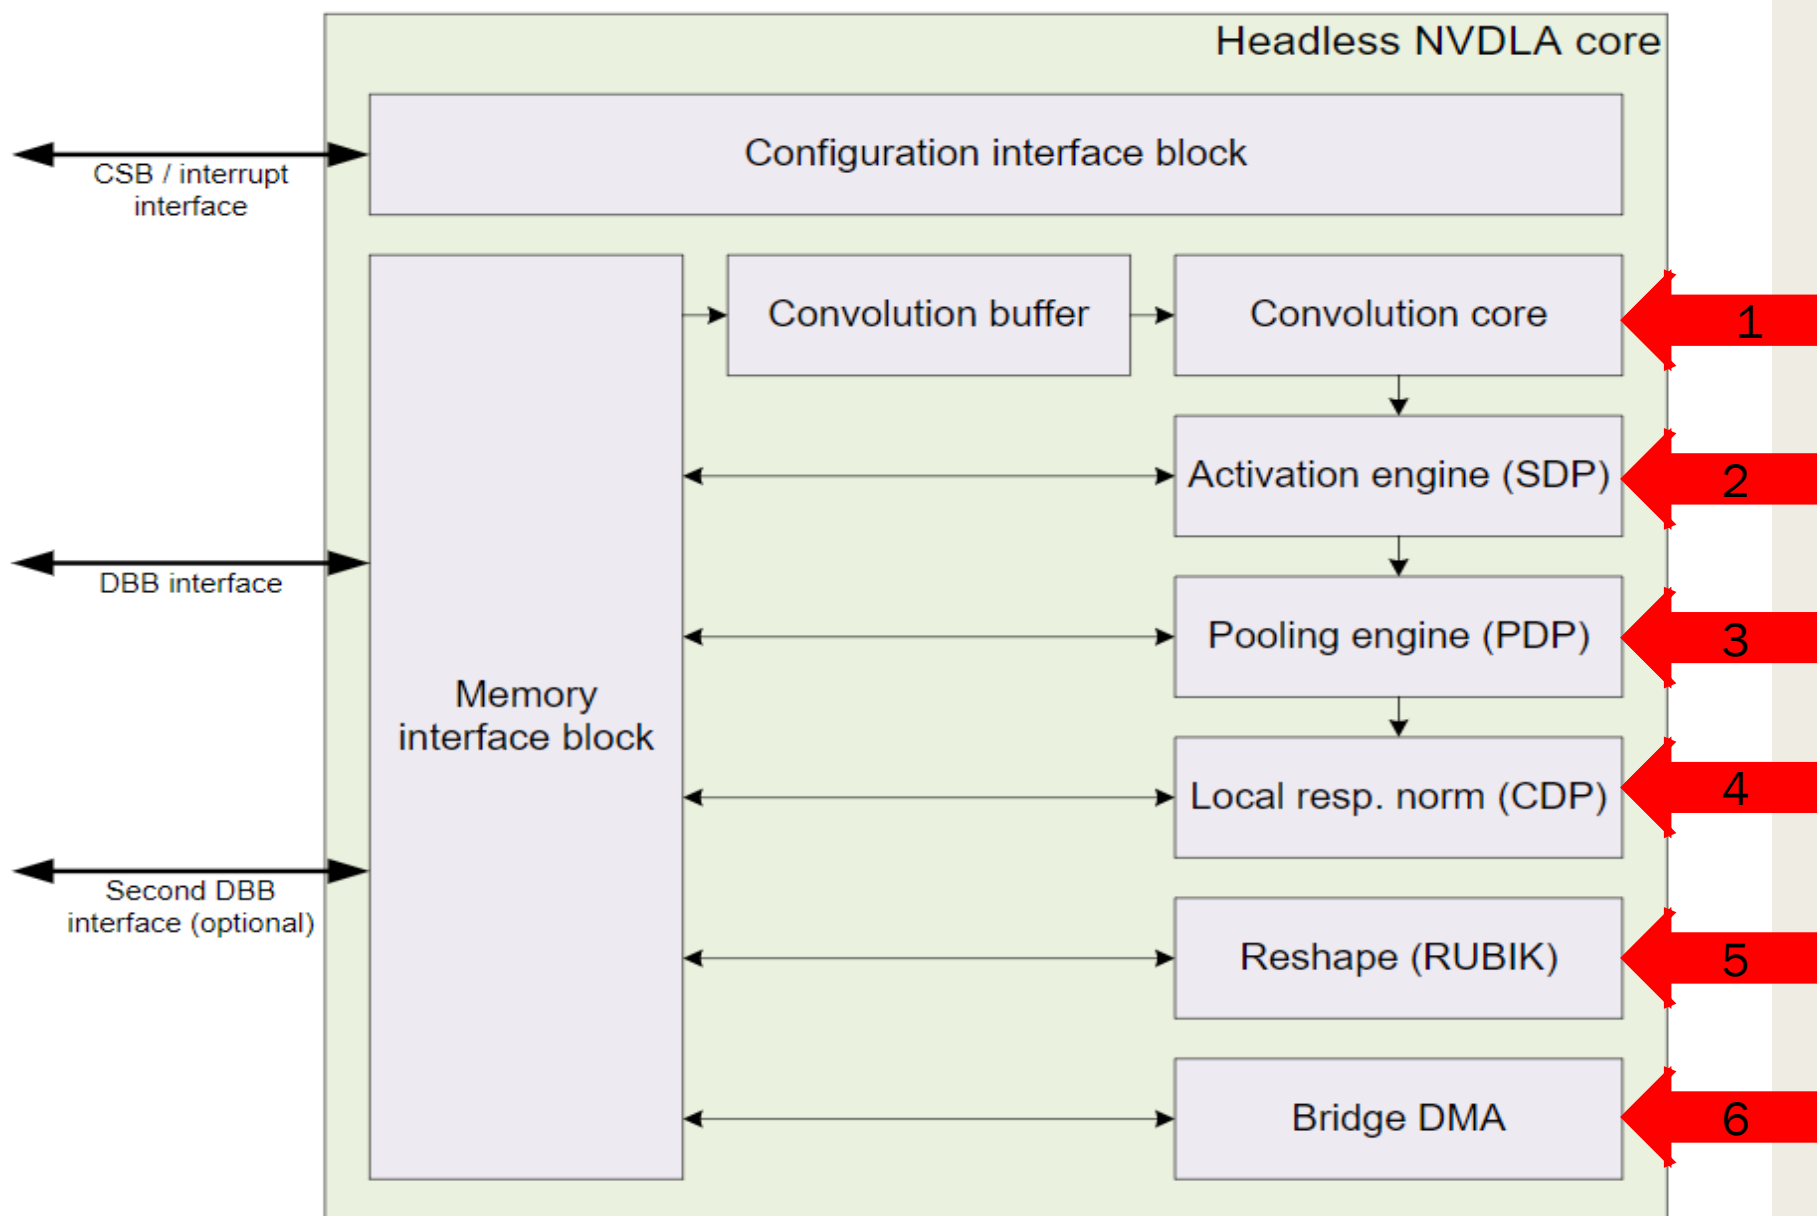 Headless NVDLA core
Configuration interface block
CSB / interrupt
interface
Convolution buffer
Convolution core
1
Activation engine (SDP)
2
DBB interface
Pooling engine (PDP)
3
Memory
interface block
Local resp. norm (CDP)
4
Second DBB
interface (optional)
Reshape (RUBIK)
5
Bridge DMA
6